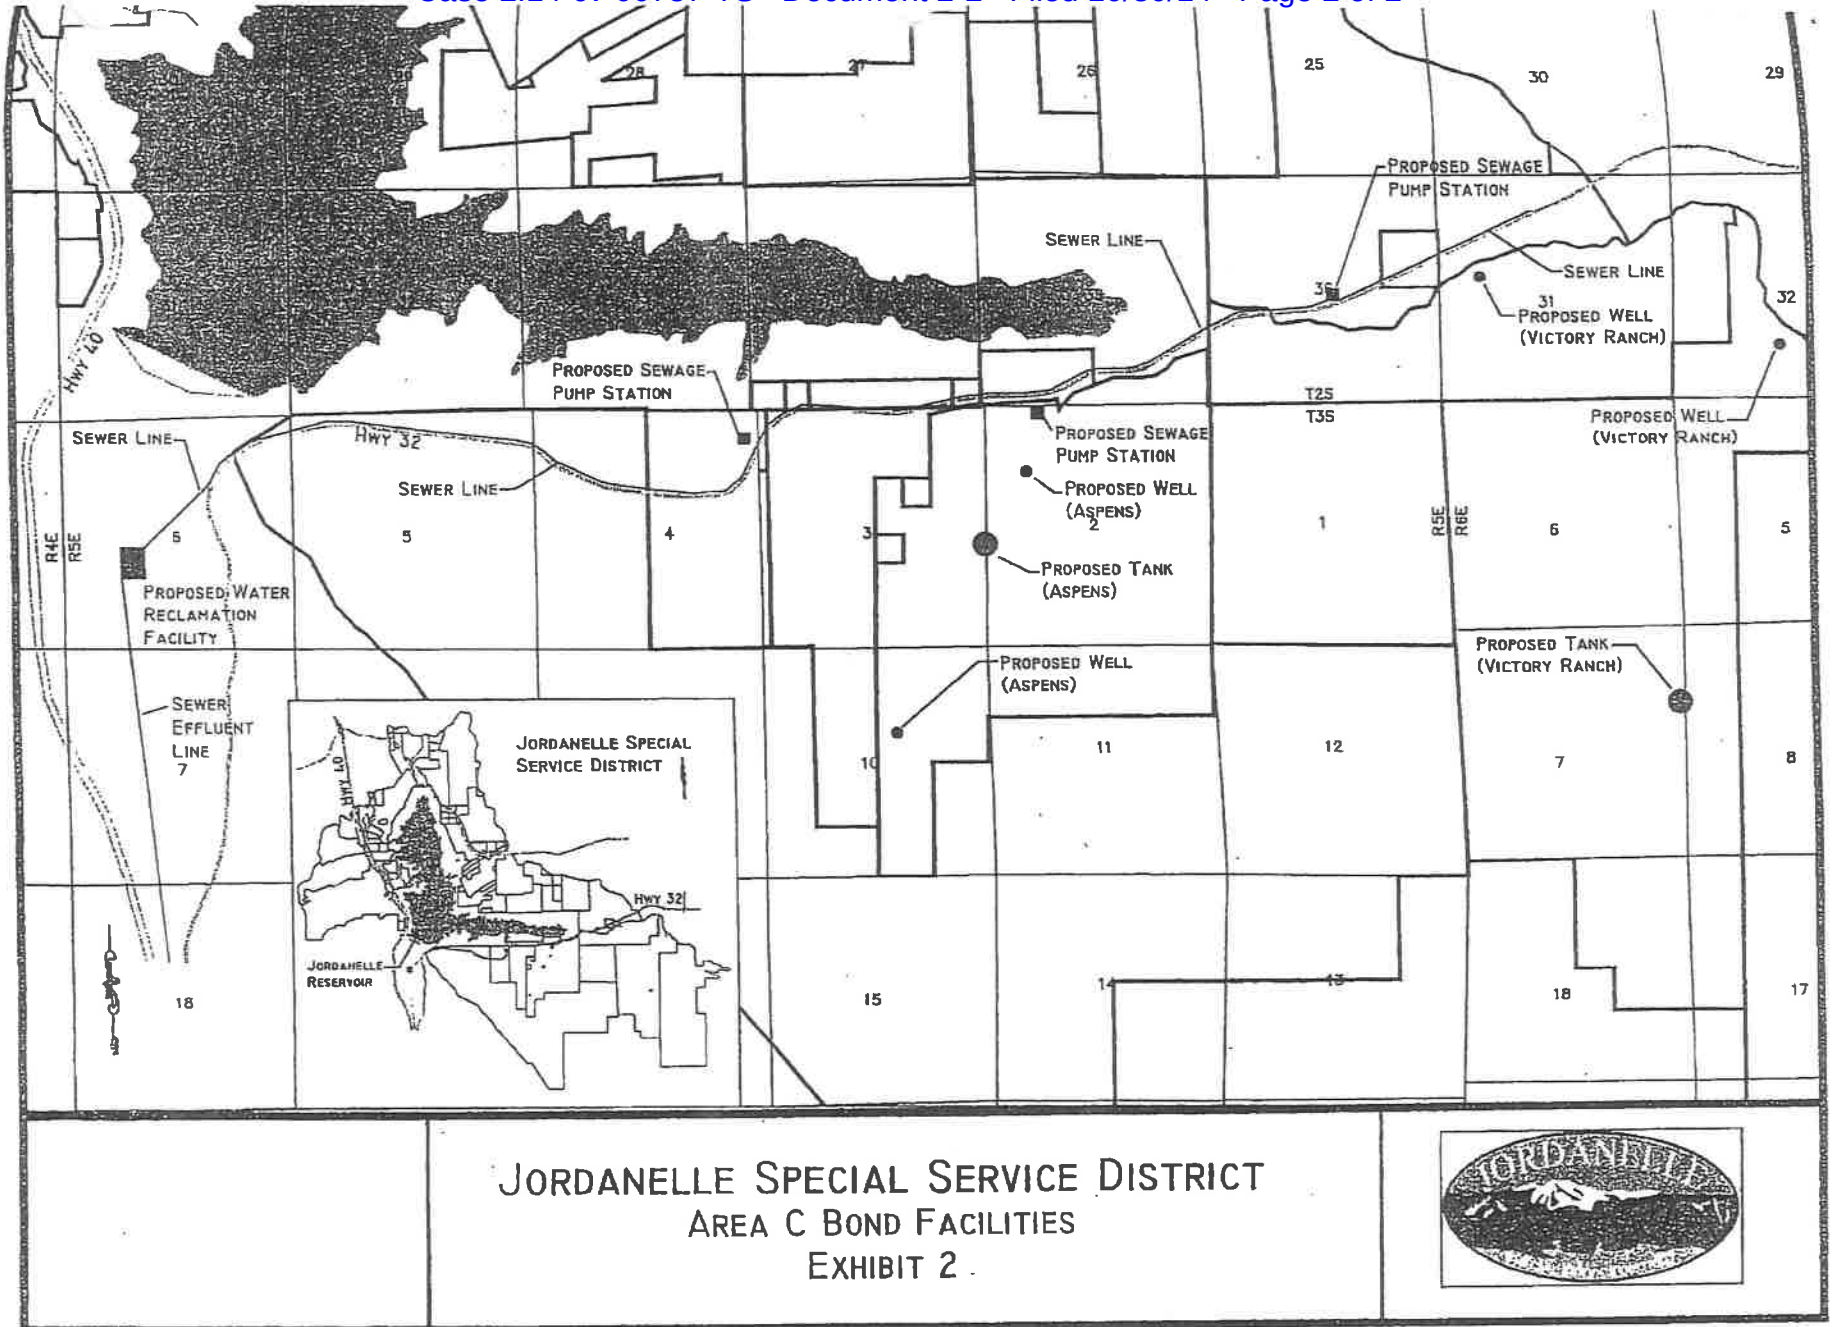 29
28
27
26
25
30
29
PROPOSED SEWAGE
PUMP STATION
SEWER LINE
SEWER LINE
36
31
32
PROPOSED WELL
(VICTORY RANCH)
HWY 40
PROPOSED SEWAGE
PUMP STATION
T2S
T3S
PROPOSED WELL
(VICTORY RANCH)
SEWER LINE
HWY 32
PROPOSED SEWAGE
PUMP STATION
SEWER LINE
PROPOSED WELL
(ASPENS)
R4E
R5E
6
5
4
3
2
1
R5E
R6E
6
5
PROPOSED TANK
(ASPENS)
PROPOSED WATER
RECLAMATION
FACILITY
PROPOSED TANK
(VICTORY RANCH)
PROPOSED WELL
(ASPENS)
SEWER
EFFLUENT
LINE
7
JORDANELLE SPECIAL
SERVICE DISTRICT
HWY 40
10
11
12
7
8
HWY 32
JORDANELLE
RESERVOIR
18
15
14
13
18
17
JORDANELLE SPECIAL SERVICE DISTRICT
AREA C BOND FACILITIES
EXHIBIT 2
JORDANELLE